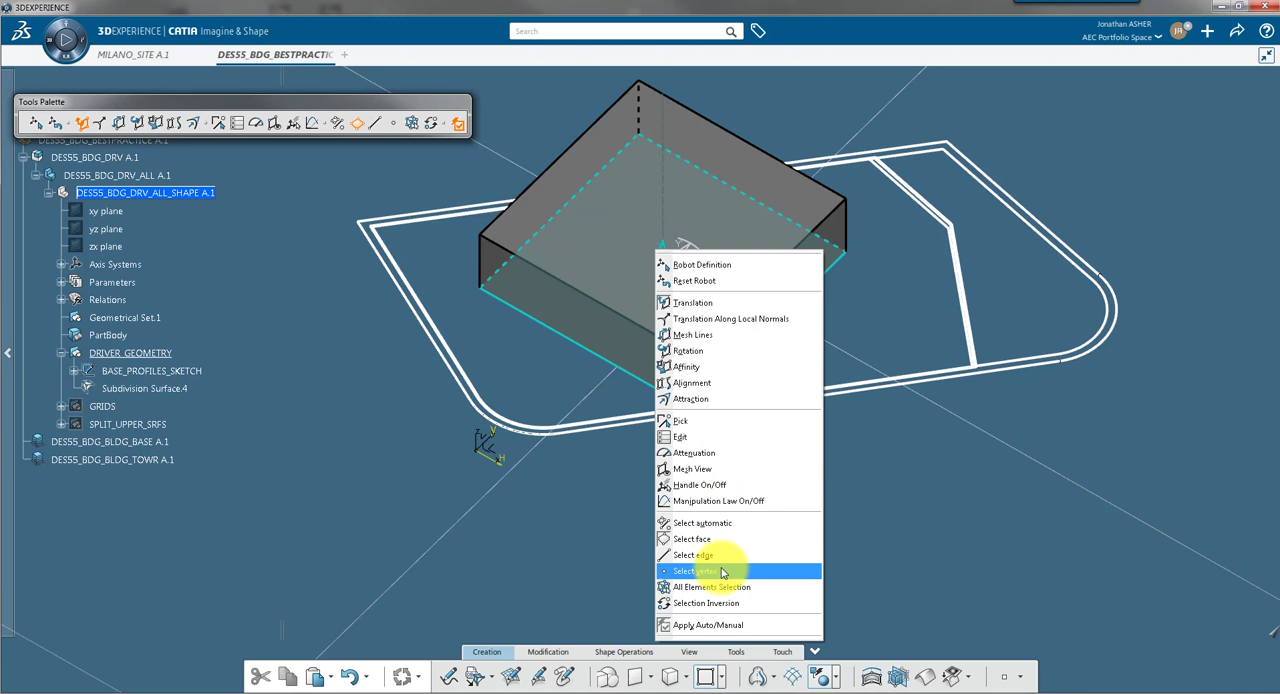 3DEXPERIENCE
3DEXPERIENCE | CATIA Imagine & Shape
Search
Jonathan ASHER
AEC Portfolio Space
MILANO_SITE A.1
DES55_BDG_BESTPRACTIC
Tools Palette
DES55_BDG_BESTPRACTICE A.1
DES55_BDG_DRV A.1
DES55_BDG_DRV_ALL A.1
DES55_BDG_DRV_ALL_SHAPE A.1
xy plane
yz plane
zx plane
Axis Systems
Parameters
Relations
Geometrical Set.1
PartBody
DRIVER_GEOMETRY
BASE_PROFILES_SKETCH
Subdivision Surface.4
GRIDS
SPLIT_UPPER_SRFS
DES55_BDG_BLDG_BASE A.1
DES55_BDG_BLDG_TOWR A.1
Robot Definition
Reset Robot
Translation
Translation Along Local Normals
Mesh Lines
Rotation
Affinity
Alignment
Attraction
Pick
Edit
Attenuation
Mesh View
Handle On/Off
Manipulation Law On/Off
Select automatic
Select face
Select edge
Select vertex
All Elements Selection
Selection Inversion
Apply Auto/Manual
V
H
Creation
Modification
Shape Operations
View
Tools
Touch